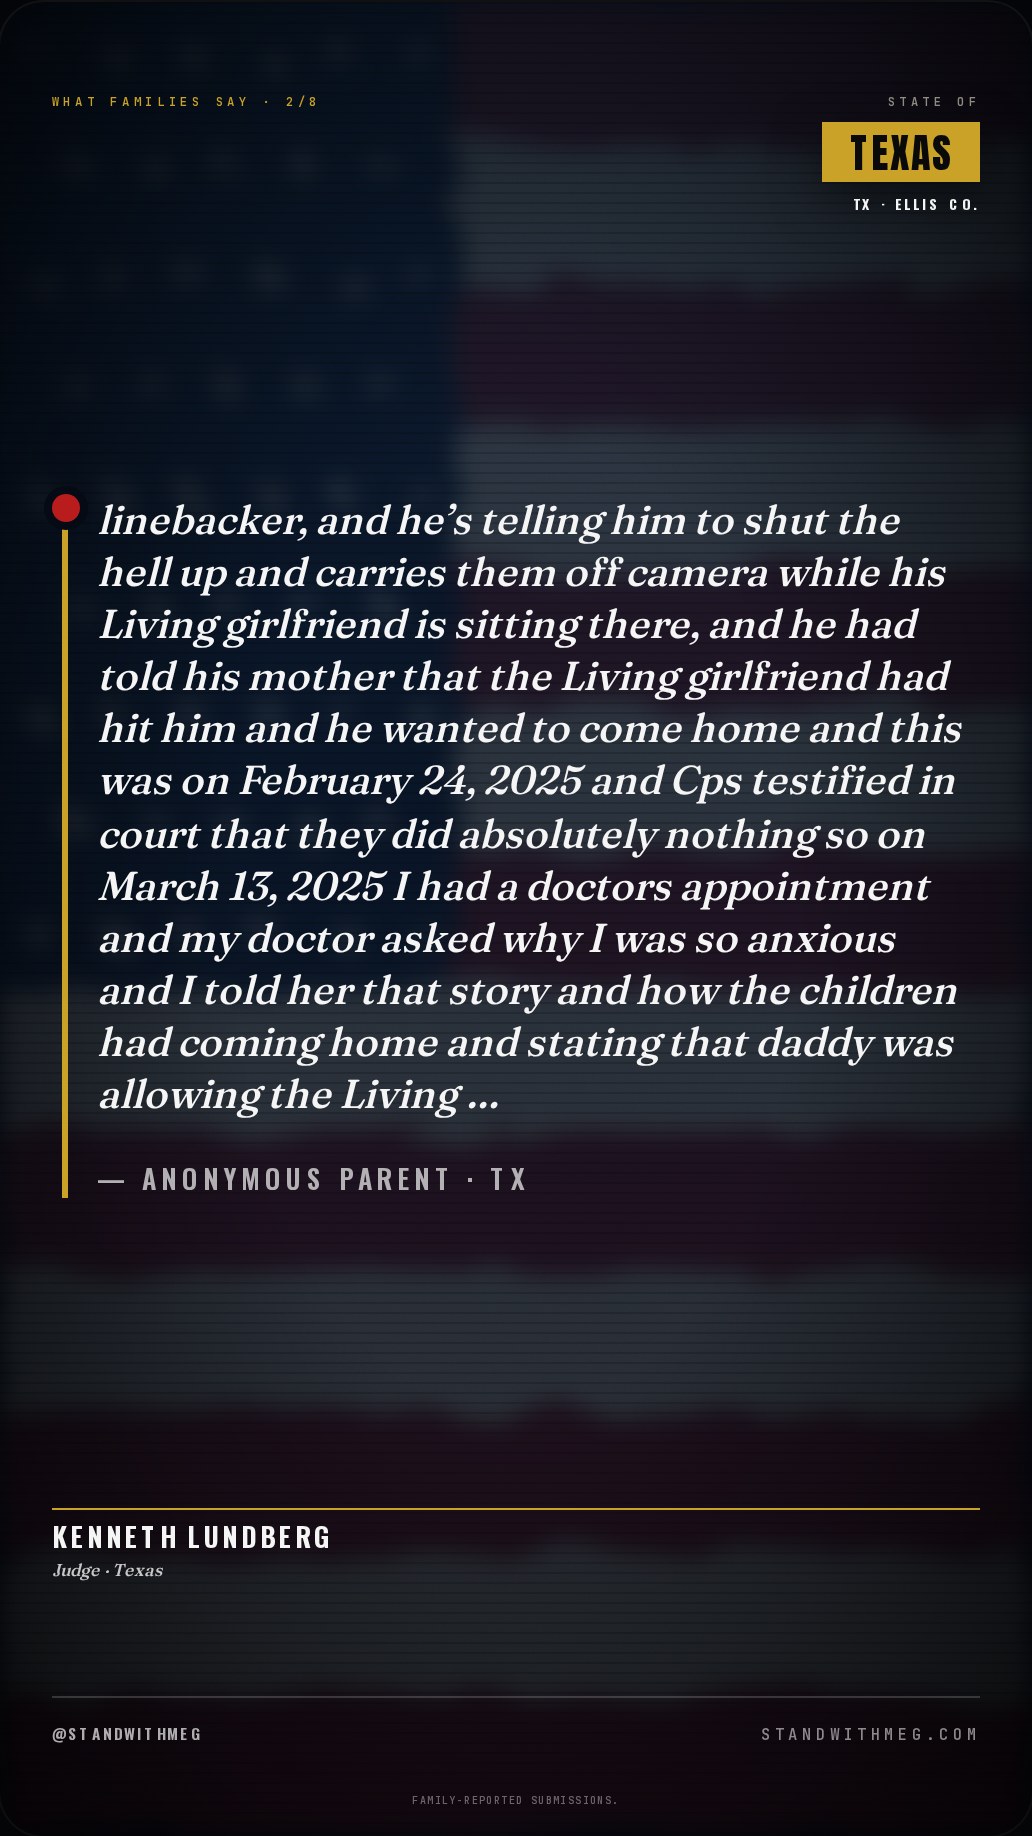 WHAT FAMILIES SAY · 2/8
STATE OF
TEXAS
TX · ELLIS CO.
linebacker, and he’s telling him to shut the
hell up and carries them off camera while his
Living girlfriend is sitting there, and he had
told his mother that the Living girlfriend had
hit him and he wanted to come home and this
was on February 24, 2025 and Cps testified in
court that they did absolutely nothing so on
March 13, 2025 I had a doctors appointment
and my doctor asked why I was so anxious
and I told her that story and how the children
had coming home and stating that daddy was
allowing the Living ...
— ANONYMOUS PARENT · TX
KENNETH LUNDBERG
Judge · Texas
@STANDWITHMEG
STANDWITHMEG.COM
FAMILY-REPORTED SUBMISSIONS.